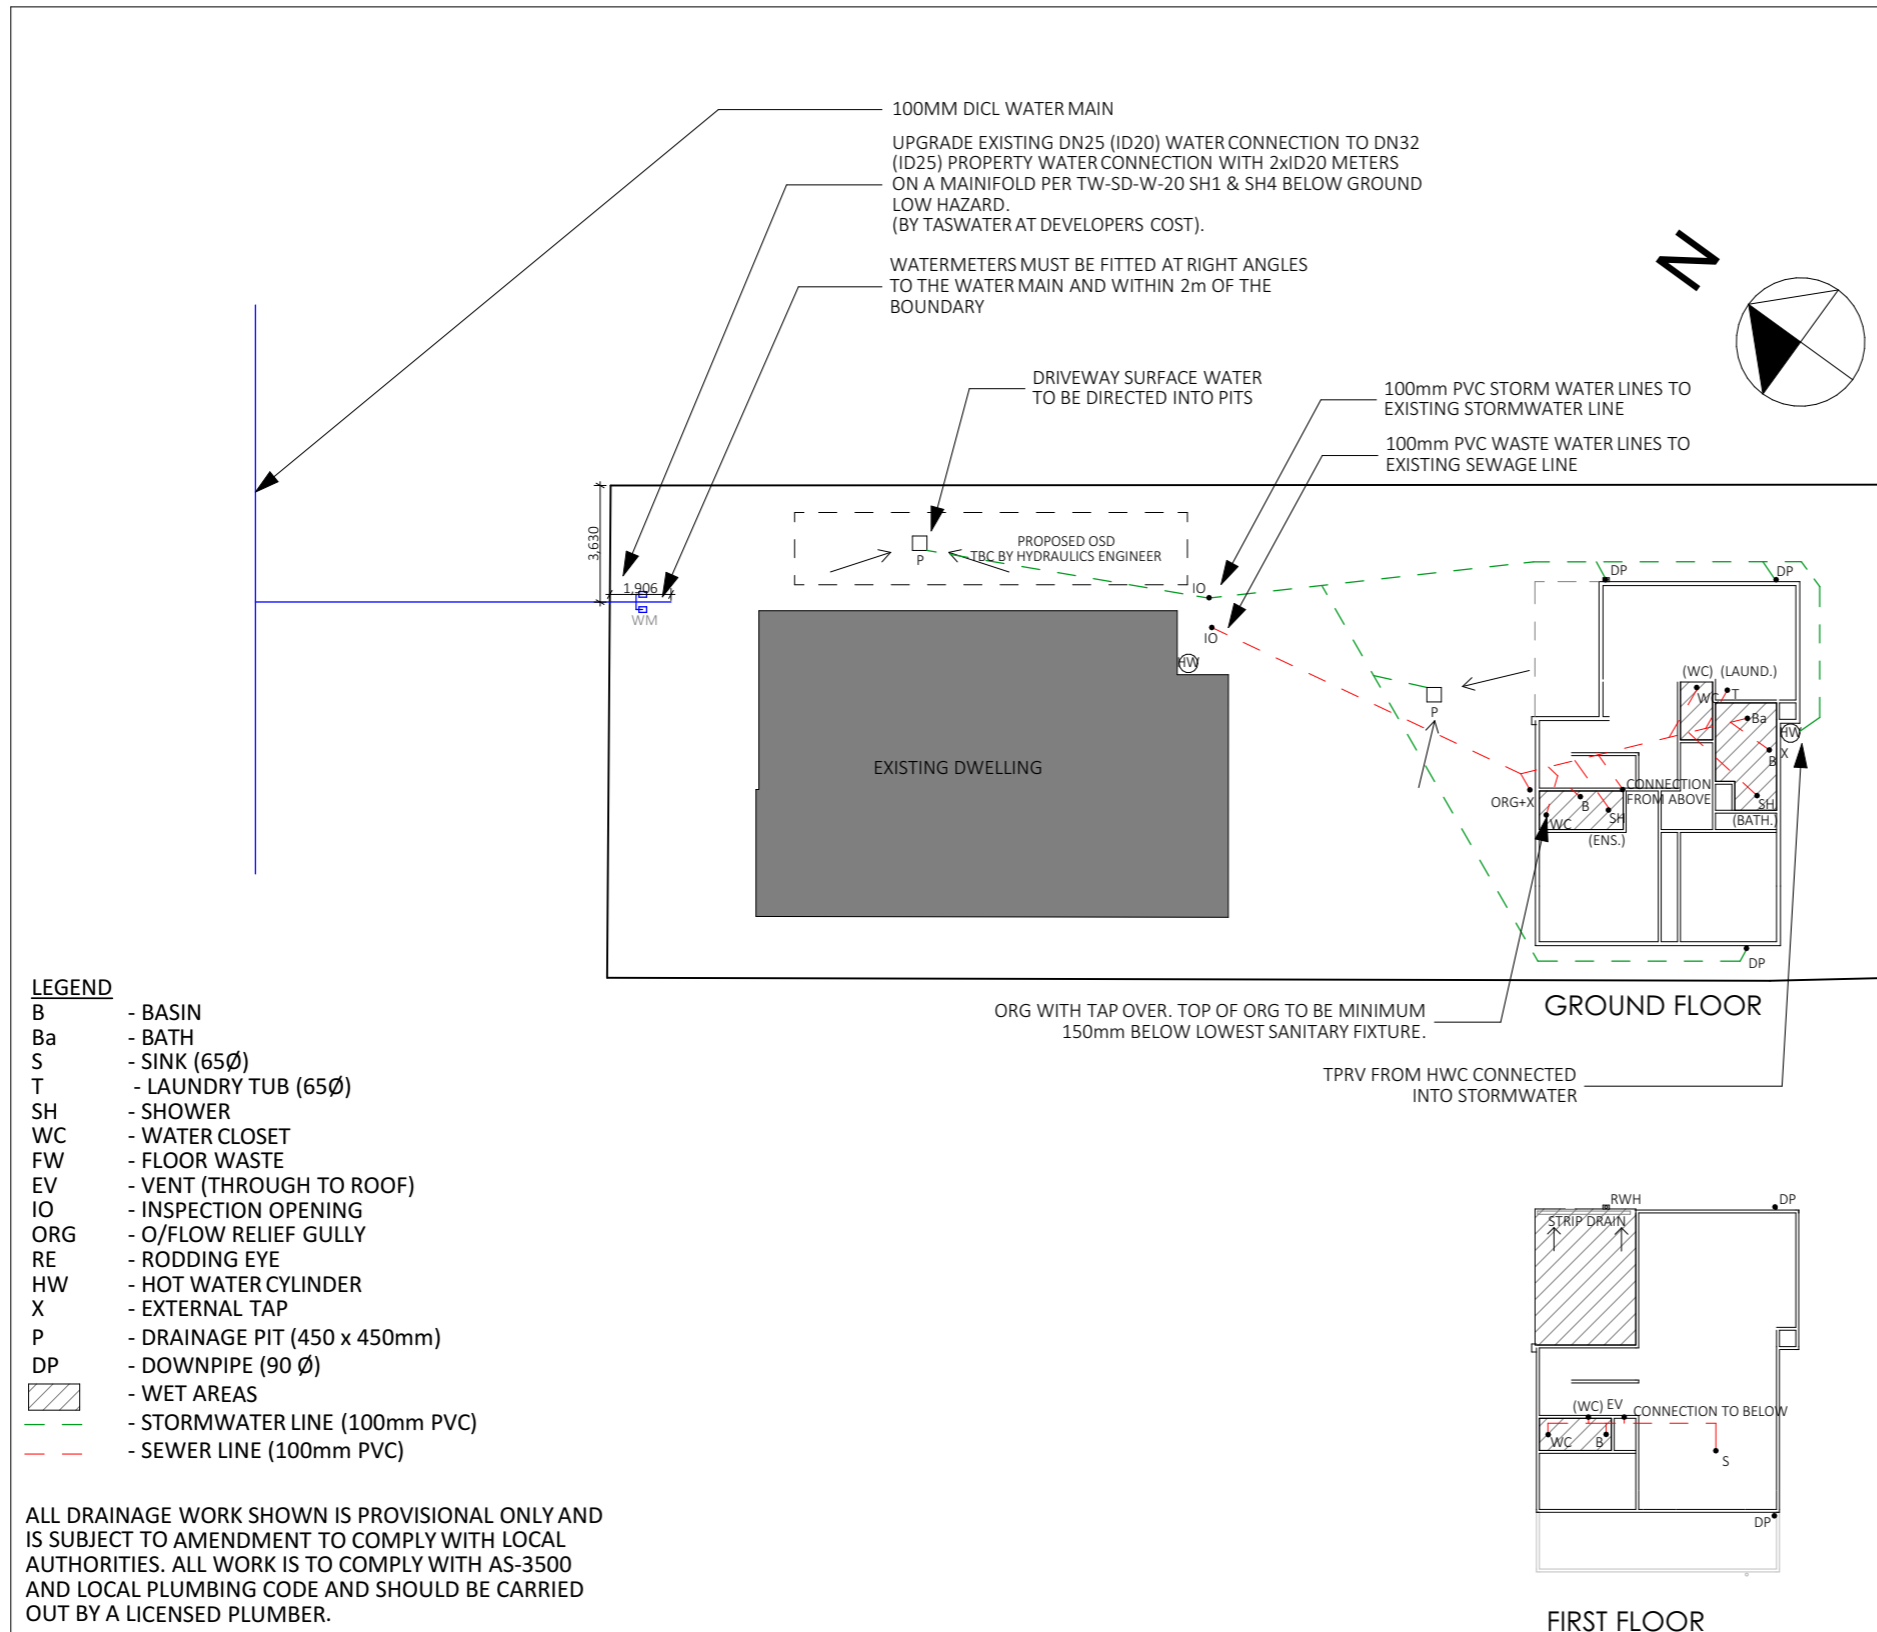 100MM DICL WATER MAIN
UPGRADE EXISTING DN25 (ID20) WATER CONNECTION TO DN32
(ID25) PROPERTY WATER CONNECTION WITH 2xID20 METERS
ON A MAINIFOLD PER TW-SD-W-20 SH1 & SH4 BELOW GROUND
LOW HAZARD.
(BY TASWATER AT DEVELOPERS COST).
WATERMETERS MUST BE FITTED AT RIGHT ANGLES
TO THE WATER MAIN AND WITHIN 2m OF THE
BOUNDARY
N
DRIVEWAY SURFACE WATER
TO BE DIRECTED INTO PITS
100mm PVC STORM WATER LINES TO
EXISTING STORMWATER LINE
100mm PVC WASTE WATER LINES TO
EXISTING SEWAGE LINE
3,630
1,906
WM
P
PROPOSED OSD
TBC BY HYDRAULICS ENGINEER
IO
IO
HW
EXISTING DWELLING
P
DP
DP
(WC) (LAUND.)
WC
T
Ba
HW
B
X
SH
(BATH.)
CONNECTION
FROM ABOVE
ORG+X
B
WC
SH
(ENS.)
DP
GROUND FLOOR
ORG WITH TAP OVER. TOP OF ORG TO BE MINIMUM
150mm BELOW LOWEST SANITARY FIXTURE.
TPRV FROM HWC CONNECTED
INTO STORMWATER
LEGEND
B - BASIN
Ba - BATH
S - SINK (65Ø)
T - LAUNDRY TUB (65Ø)
SH - SHOWER
WC - WATER CLOSET
FW - FLOOR WASTE
EV - VENT (THROUGH TO ROOF)
IO - INSPECTION OPENING
ORG - O/FLOW RELIEF GULLY
RE - RODDING EYE
HW - HOT WATER CYLINDER
X - EXTERNAL TAP
P - DRAINAGE PIT (450 x 450mm)
DP - DOWNPIPE (90 Ø)
- WET AREAS
- STORMWATER LINE (100mm PVC)
- SEWER LINE (100mm PVC)
ALL DRAINAGE WORK SHOWN IS PROVISIONAL ONLY AND
IS SUBJECT TO AMENDMENT TO COMPLY WITH LOCAL
AUTHORITIES. ALL WORK IS TO COMPLY WITH AS-3500
AND LOCAL PLUMBING CODE AND SHOULD BE CARRIED
OUT BY A LICENSED PLUMBER.
RWH
DP
STRIP DRAIN
(WC) EV
CONNECTION TO BELOW
WC
B
S
DP
FIRST FLOOR